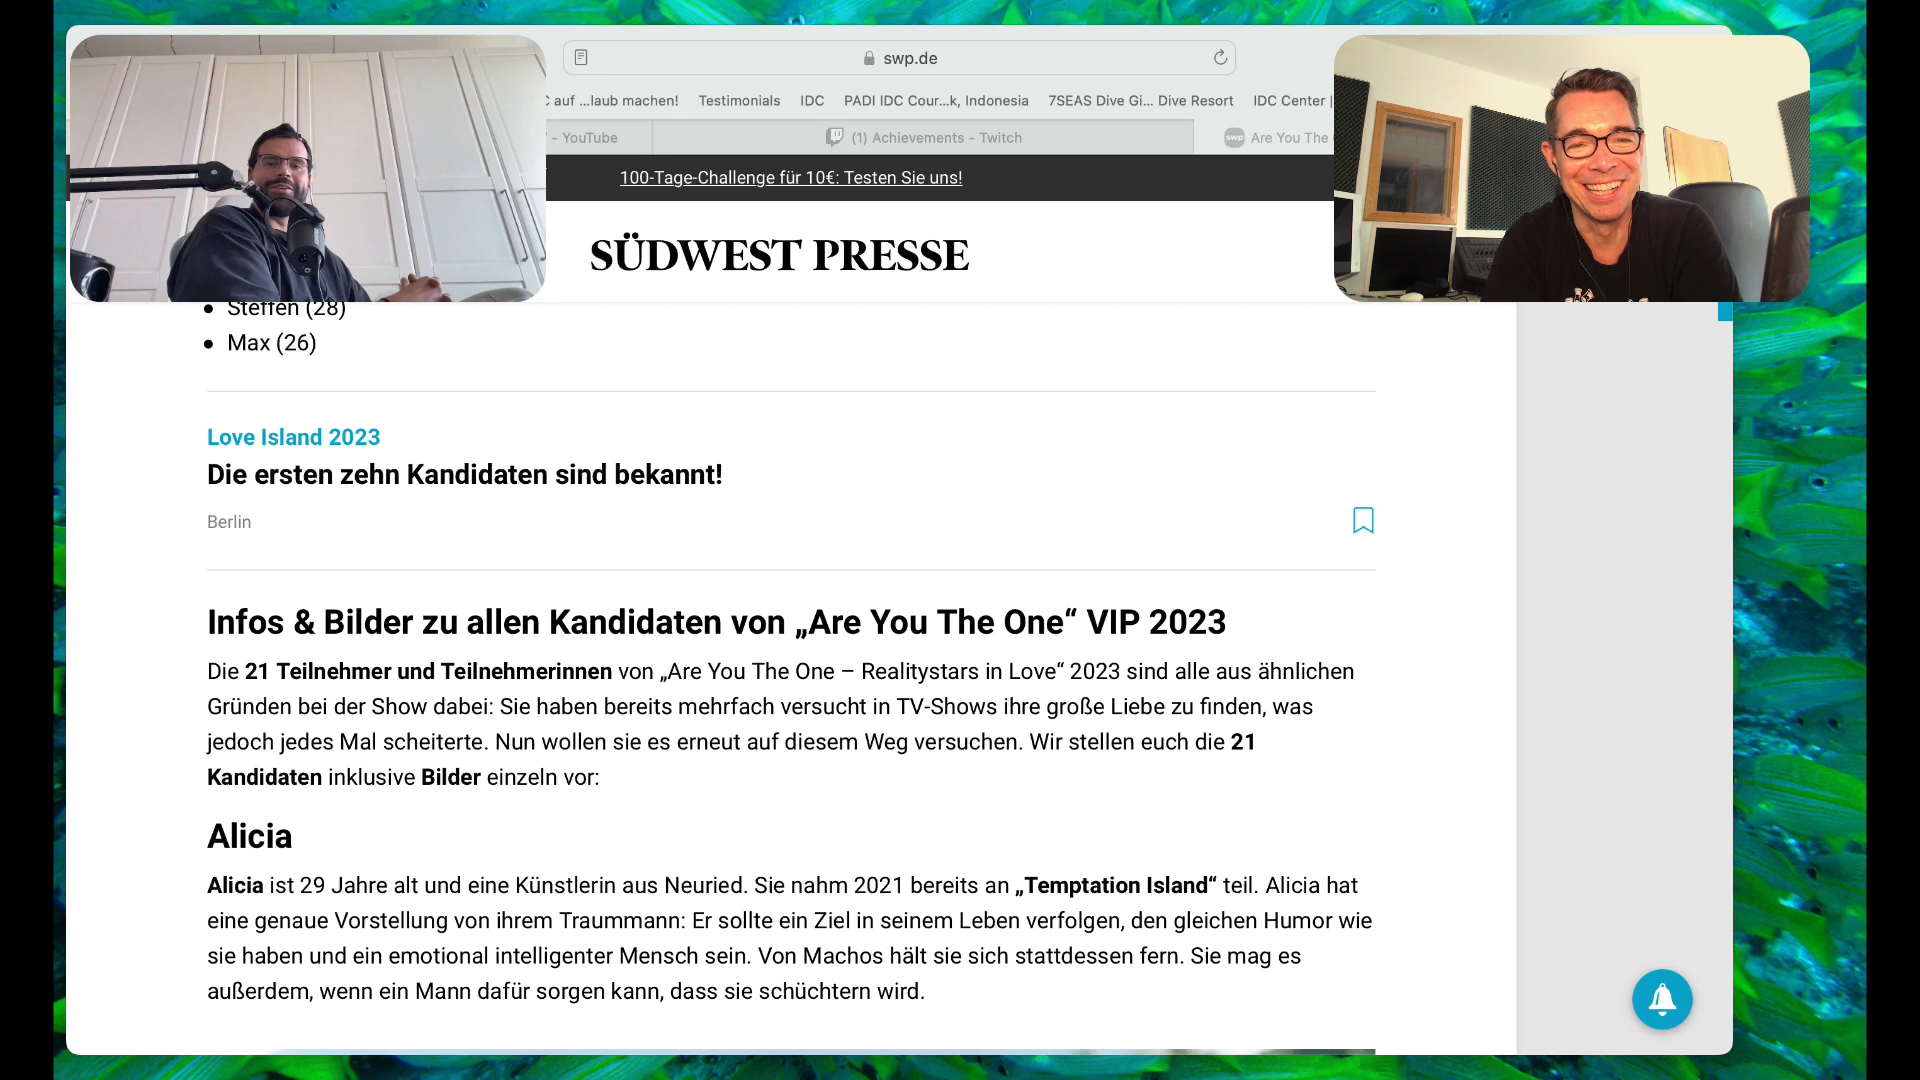 swp.de
C auf ...laub machen! Testimonials IDC PADI IDC Cour...k, Indonesia 7SEAS Dive Gi... Dive Resort IDC Center |
- YouTube (1) Achievements - Twitch swp Are You The
100-Tage-Challenge für 10€: Testen Sie uns!
SÜDWEST PRESSE
Steffen (28)
Max (26)
Love Island 2023
Die ersten zehn Kandidaten sind bekannt!
Berlin
Infos & Bilder zu allen Kandidaten von „Are You The One“ VIP 2023
Die 21 Teilnehmer und Teilnehmerinnen von „Are You The One – Realitystars in Love“ 2023 sind alle aus ähnlichen
Gründen bei der Show dabei: Sie haben bereits mehrfach versucht in TV-Shows ihre große Liebe zu finden, was
jedoch jedes Mal scheiterte. Nun wollen sie es erneut auf diesem Weg versuchen. Wir stellen euch die 21
Kandidaten inklusive Bilder einzeln vor:
Alicia
Alicia ist 29 Jahre alt und eine Künstlerin aus Neuried. Sie nahm 2021 bereits an „Temptation Island“ teil. Alicia hat
eine genaue Vorstellung von ihrem Traummann: Er sollte ein Ziel in seinem Leben verfolgen, den gleichen Humor wie
sie haben und ein emotional intelligenter Mensch sein. Von Machos hält sie sich stattdessen fern. Sie mag es
außerdem, wenn ein Mann dafür sorgen kann, dass sie schüchtern wird.